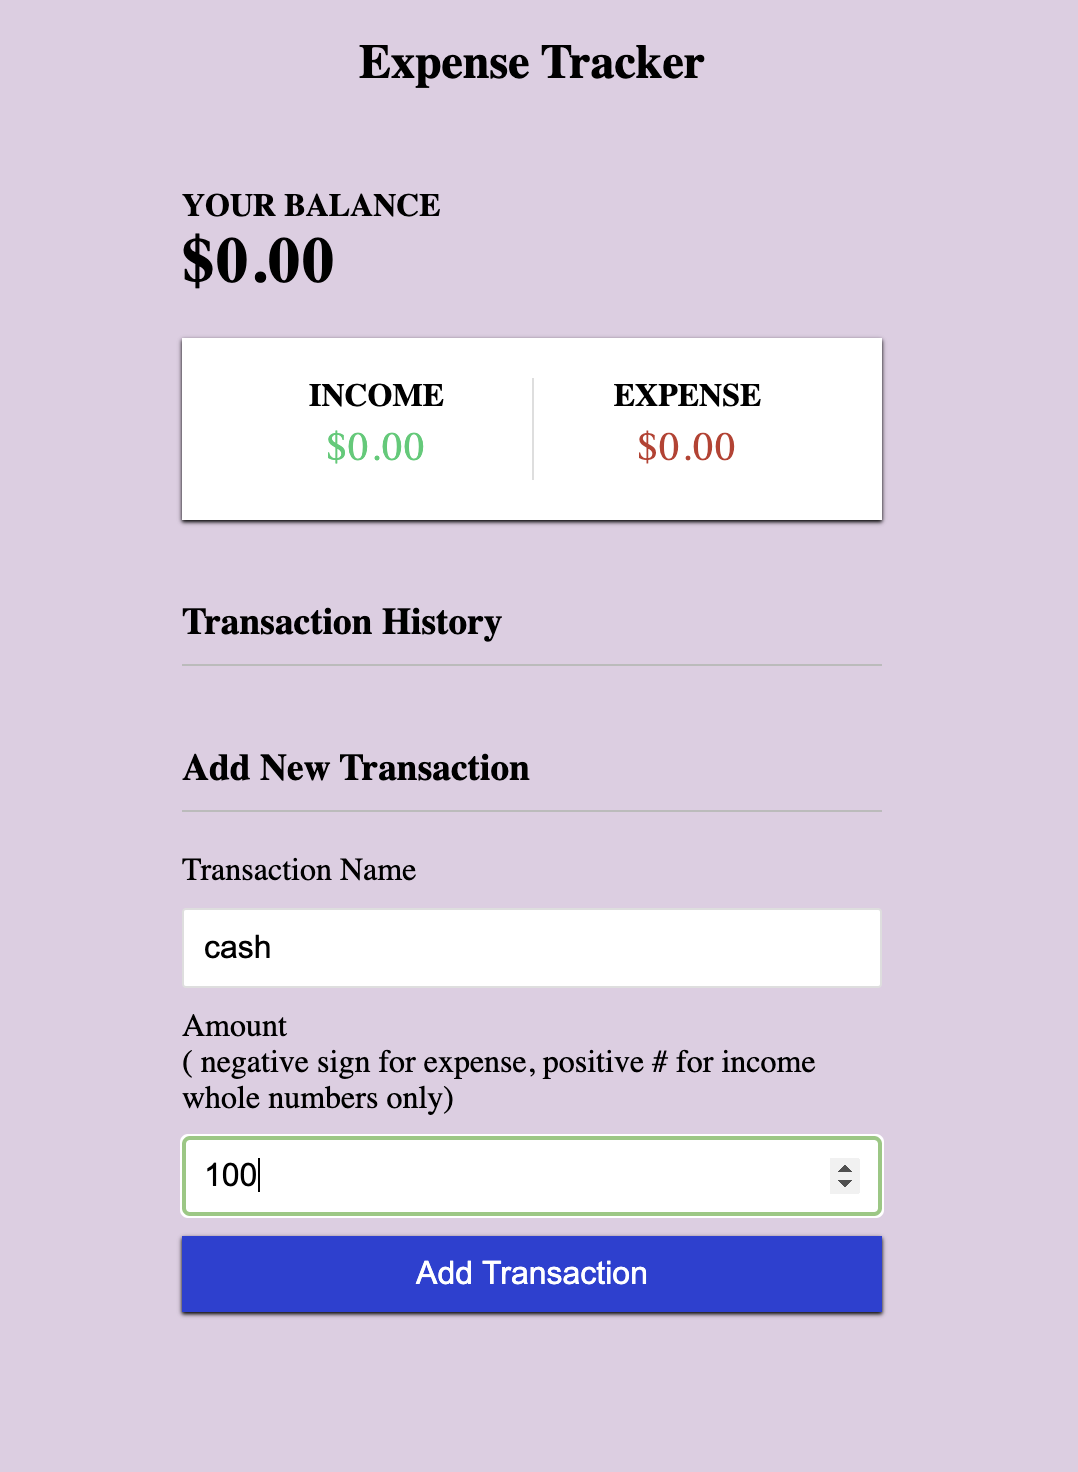 Expense Tracker
YOUR BALANCE
$0.00
INCOME
EXPENSE
$0.00
$0.00
Transaction History
Add New Transaction
Transaction Name
cash
Amount
( negative sign for expense, positive # for income
whole numbers only)
100
Add Transaction